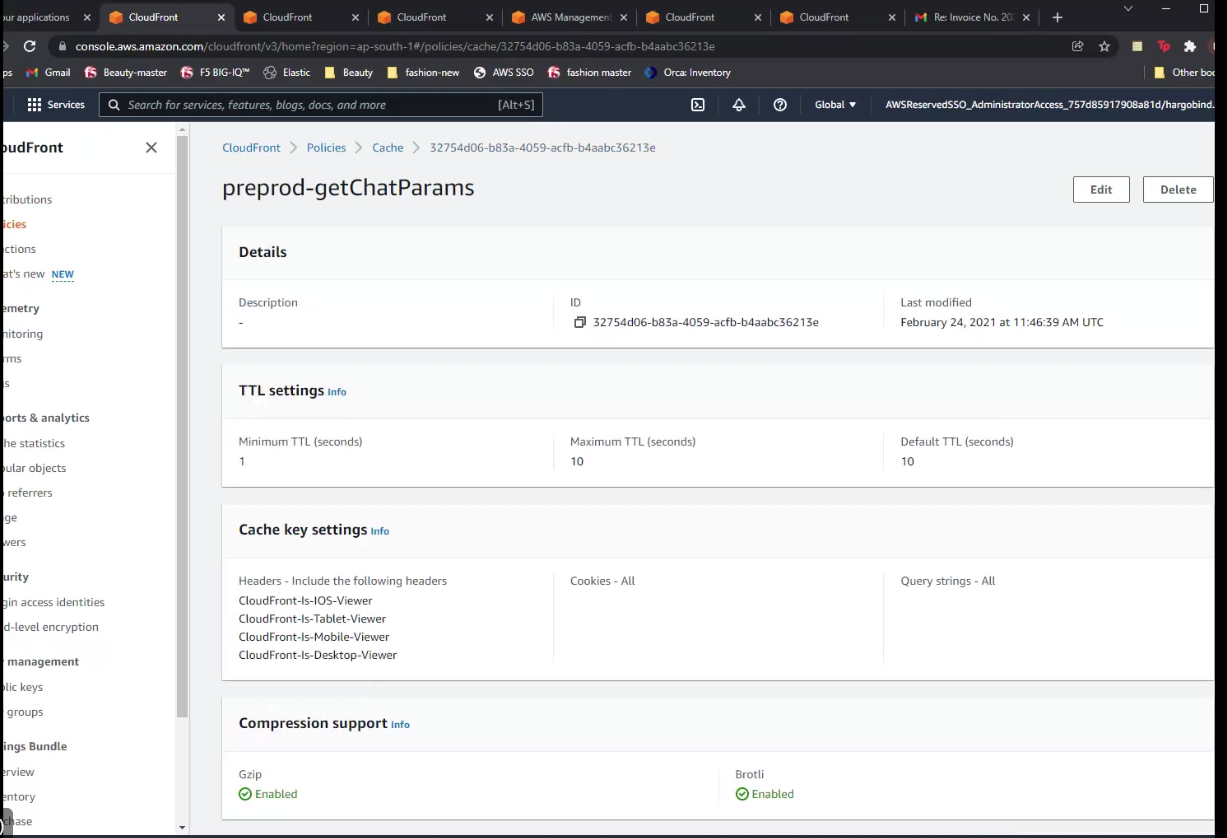 our applications
CloudFront
CloudFront
CloudFront
AWS Management
CloudFront
CloudFront
Re: Invoice No. 202
console.aws.amazon.com/cloudfront/v3/home?region=ap-south-1#/policies/cache/32754d06-b83a-4059-acfb-b4aabc36213e
ps Gmail Beauty-master F5 BIG-IQ™ Elastic Beauty fashion-new AWS SSO fashion master Orca: Inventory Other boo
Services Search for services, features, blogs, docs, and more [Alt+S] Global AWSReservedSSO_AdministratorAccess_757d85917908a81d/hargobind.
oudFront
tributions
icies
ctions
at's new NEW
emetry
nitoring
rms
s
orts & analytics
he statistics
pular objects
referrers
ge
wers
urity
gin access identities
d-level encryption
management
blic keys
groups
ings Bundle
erview
entory
chase
CloudFront > Policies > Cache > 32754d06-b83a-4059-acfb-b4aabc36213e
preprod-getChatParams
Edit Delete
Details
Description
-
ID
32754d06-b83a-4059-acfb-b4aabc36213e
Last modified
February 24, 2021 at 11:46:39 AM UTC
TTL settings Info
Minimum TTL (seconds)
1
Maximum TTL (seconds)
10
Default TTL (seconds)
10
Cache key settings Info
Headers - Include the following headers
CloudFront-Is-IOS-Viewer
CloudFront-Is-Tablet-Viewer
CloudFront-Is-Mobile-Viewer
CloudFront-Is-Desktop-Viewer
Cookies - All
Query strings - All
Compression support Info
Gzip
Enabled
Brotli
Enabled